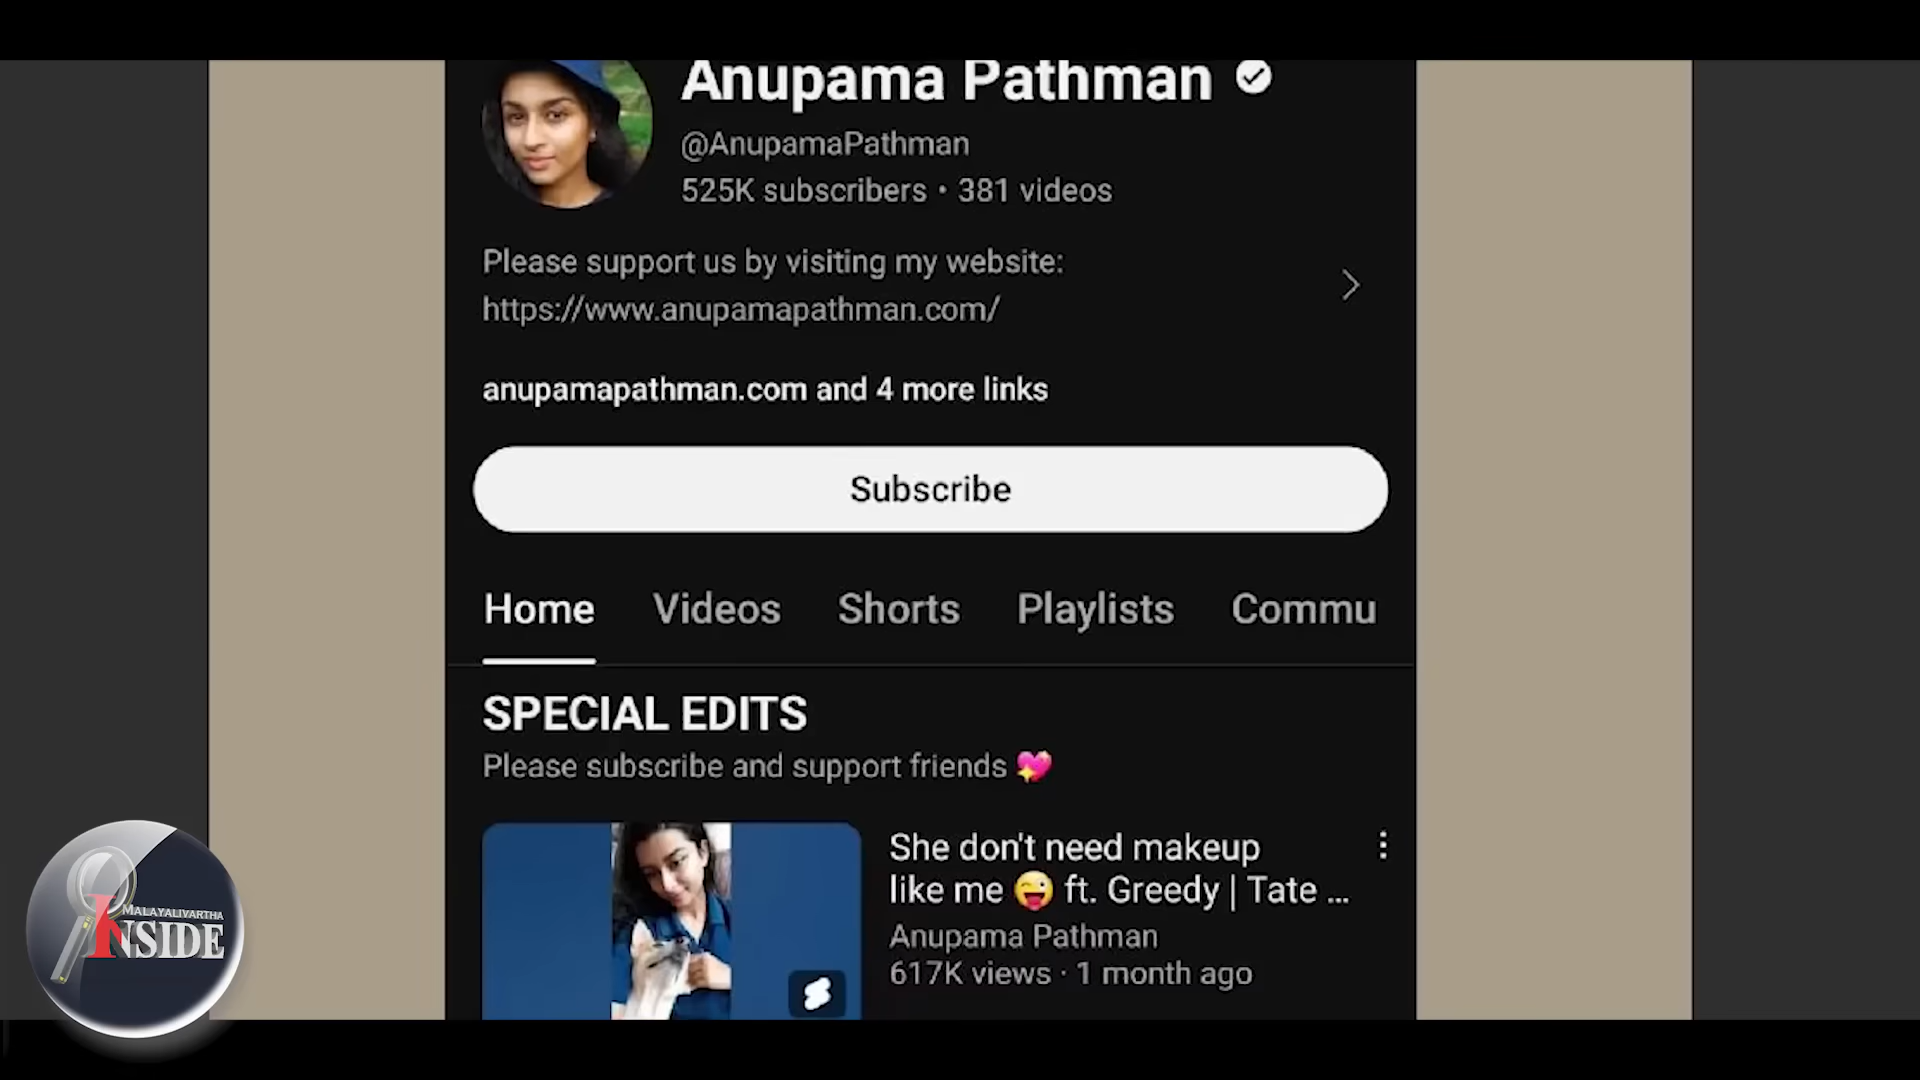 Anupama Pathman
@AnupamaPathman
525K subscribers • 381 videos
Please support us by visiting my website:
https://www.anupamapathman.com/
anupamapathman.com and 4 more links
Subscribe
Home Videos Shorts Playlists Commu
SPECIAL EDITS
Please subscribe and support friends 💖
She don't need makeup
like me 😜 ft. Greedy | Tate ...
Anupama Pathman
617K views · 1 month ago
MALAYALIVARTHA
INSIDE